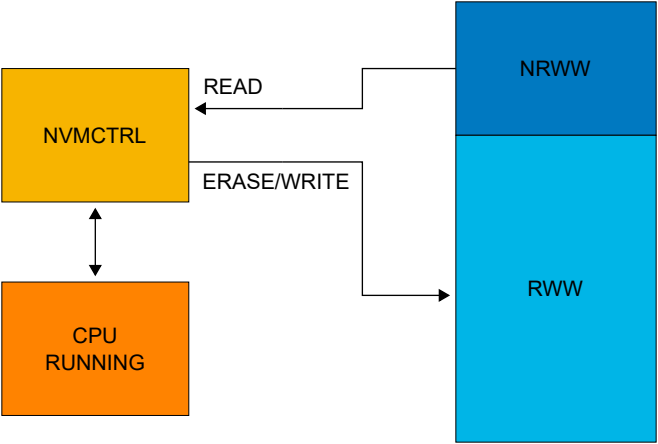 NRWW
READ
NVMCTRL
ERASE/WRITE
RWW
CPU
RUNNING